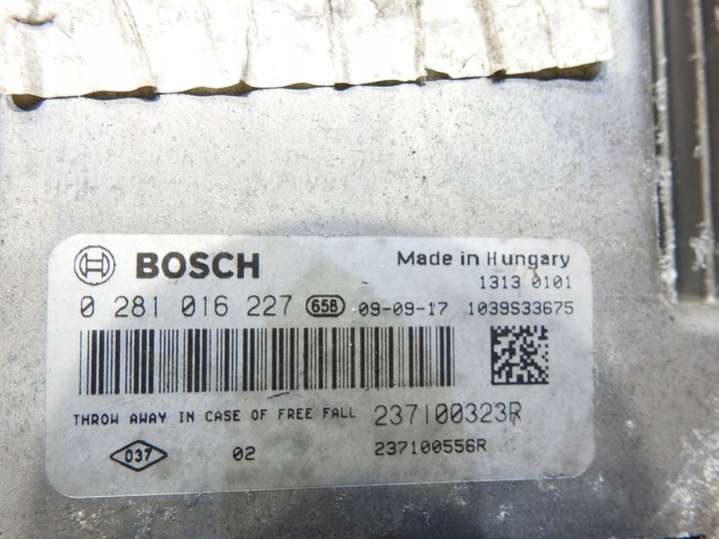 BOSCH Made in Hungary
1313 0101
0 281 016 227 65B 09-09-17 1039S33675
THROW AWAY IN CASE OF FREE FALL 237100323R
037 02 237100556R